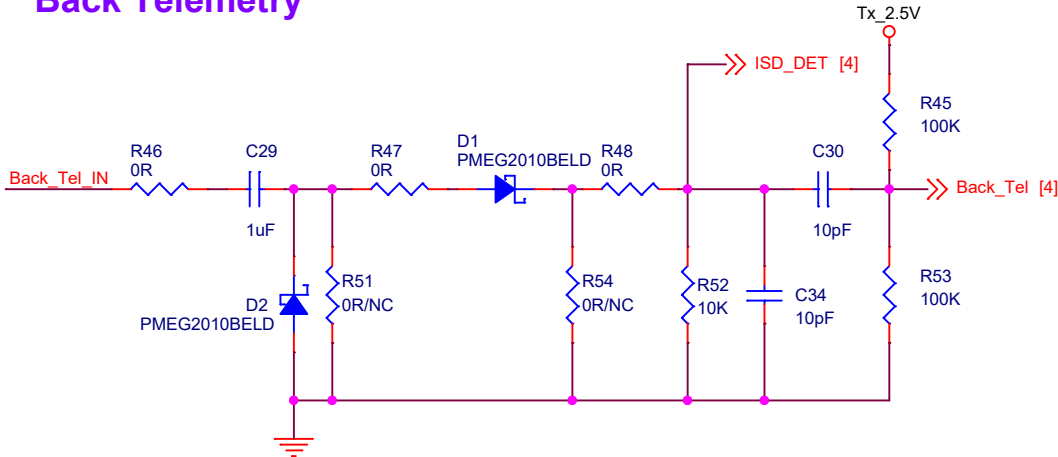 Back Telemetry
Tx_2.5V
ISD_DET [4]
R45
100K
R46
0R
C29
1uF
R47
0R
D1
PMEG2010BELD
R48
0R
C30
10pF
Back_Tel_IN
Back_Tel [4]
D2
PMEG2010BELD
R51
0R/NC
R54
0R/NC
R52
10K
C34
10pF
R53
100K